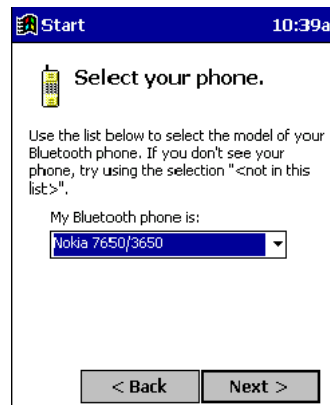 Start 10:39a
Select your phone.
Use the list below to select the model of your
Bluetooth phone. If you don't see your
phone, try using the selection "<not in this
list>".
My Bluetooth phone is:
Nokia 7650/3650
< Back Next >